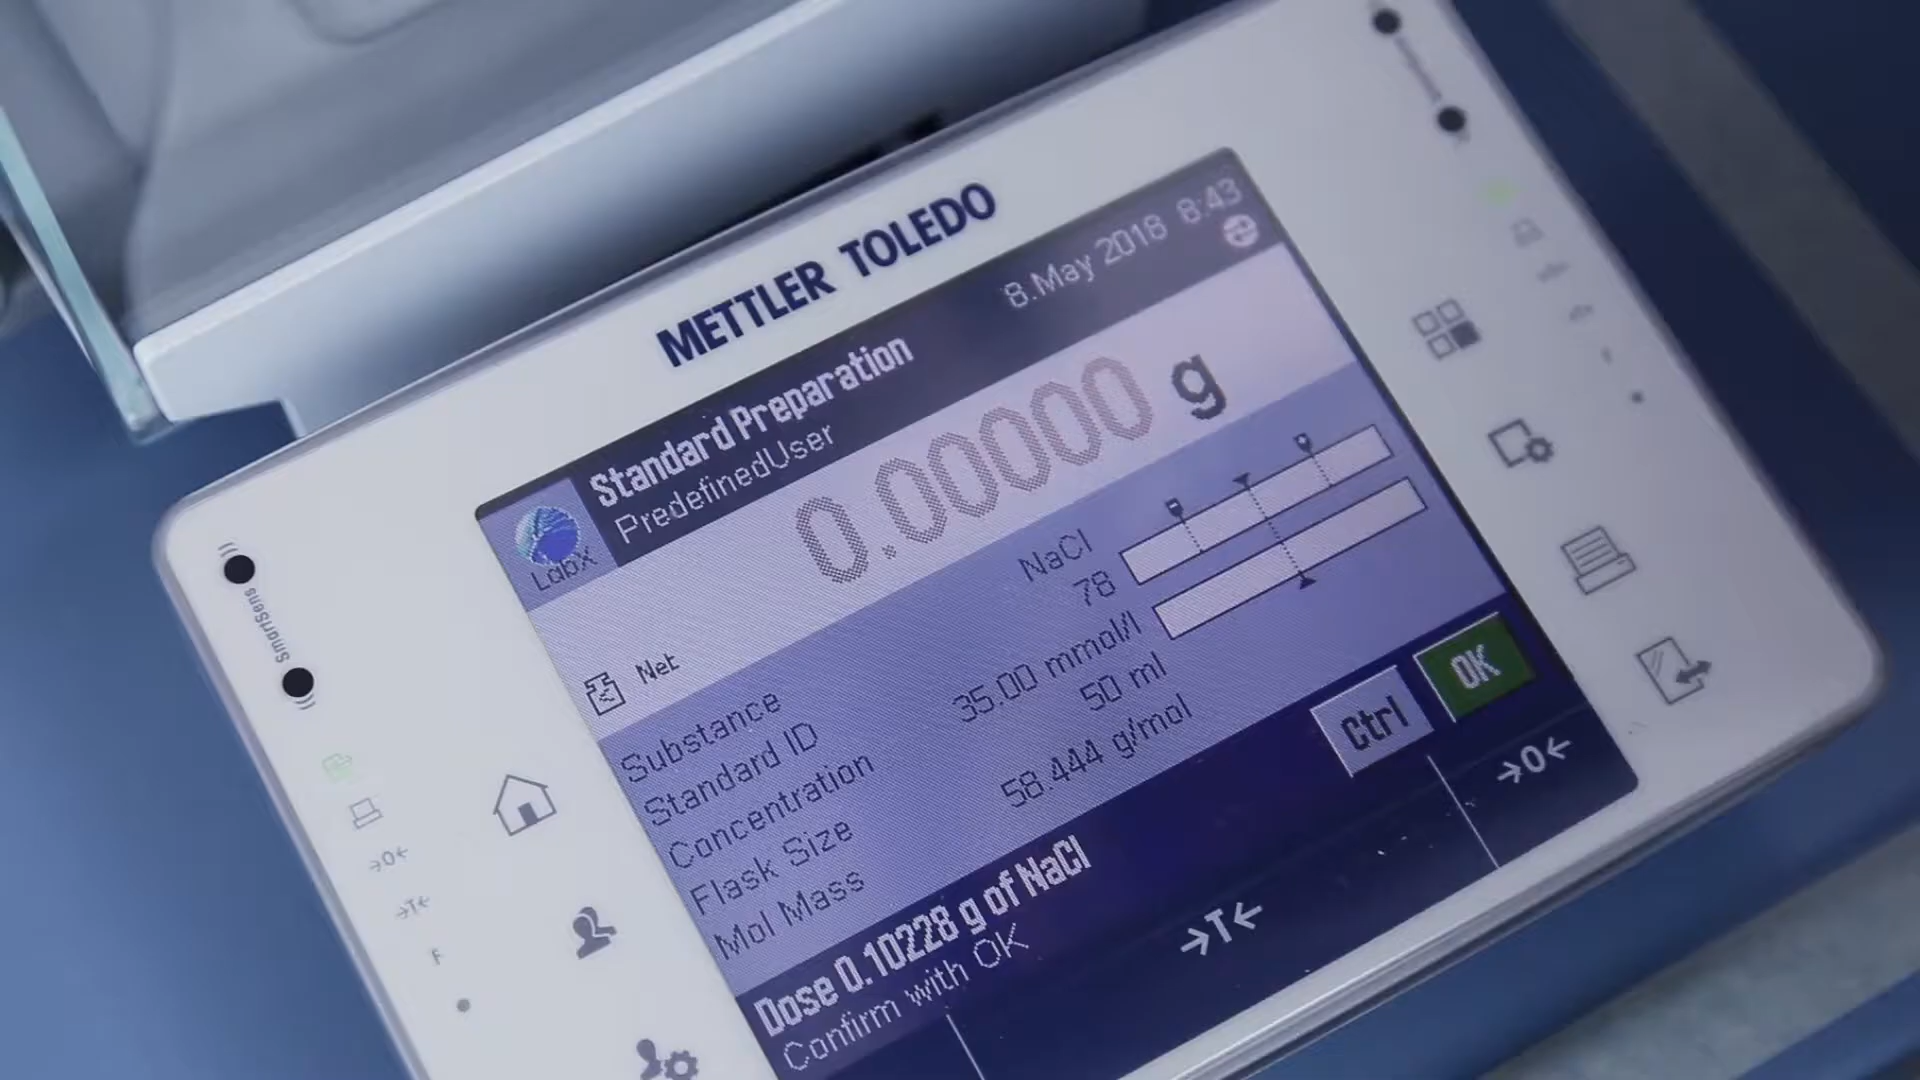 METTLER TOLEDO
8.May 2018 8:43
Standard Preparation
PredefinedUser
LabX
0.00000 g
Net
Substance NaCl
Standard ID 78
Concentration 35.00 mmol/l
Flask Size 50 ml
Mol Mass 58.444 g/mol
Ctrl
OK
Dose 0.10228 g of NaCl
Confirm with OK
→T←
→0←
SmartSens
→0←
→T←
F